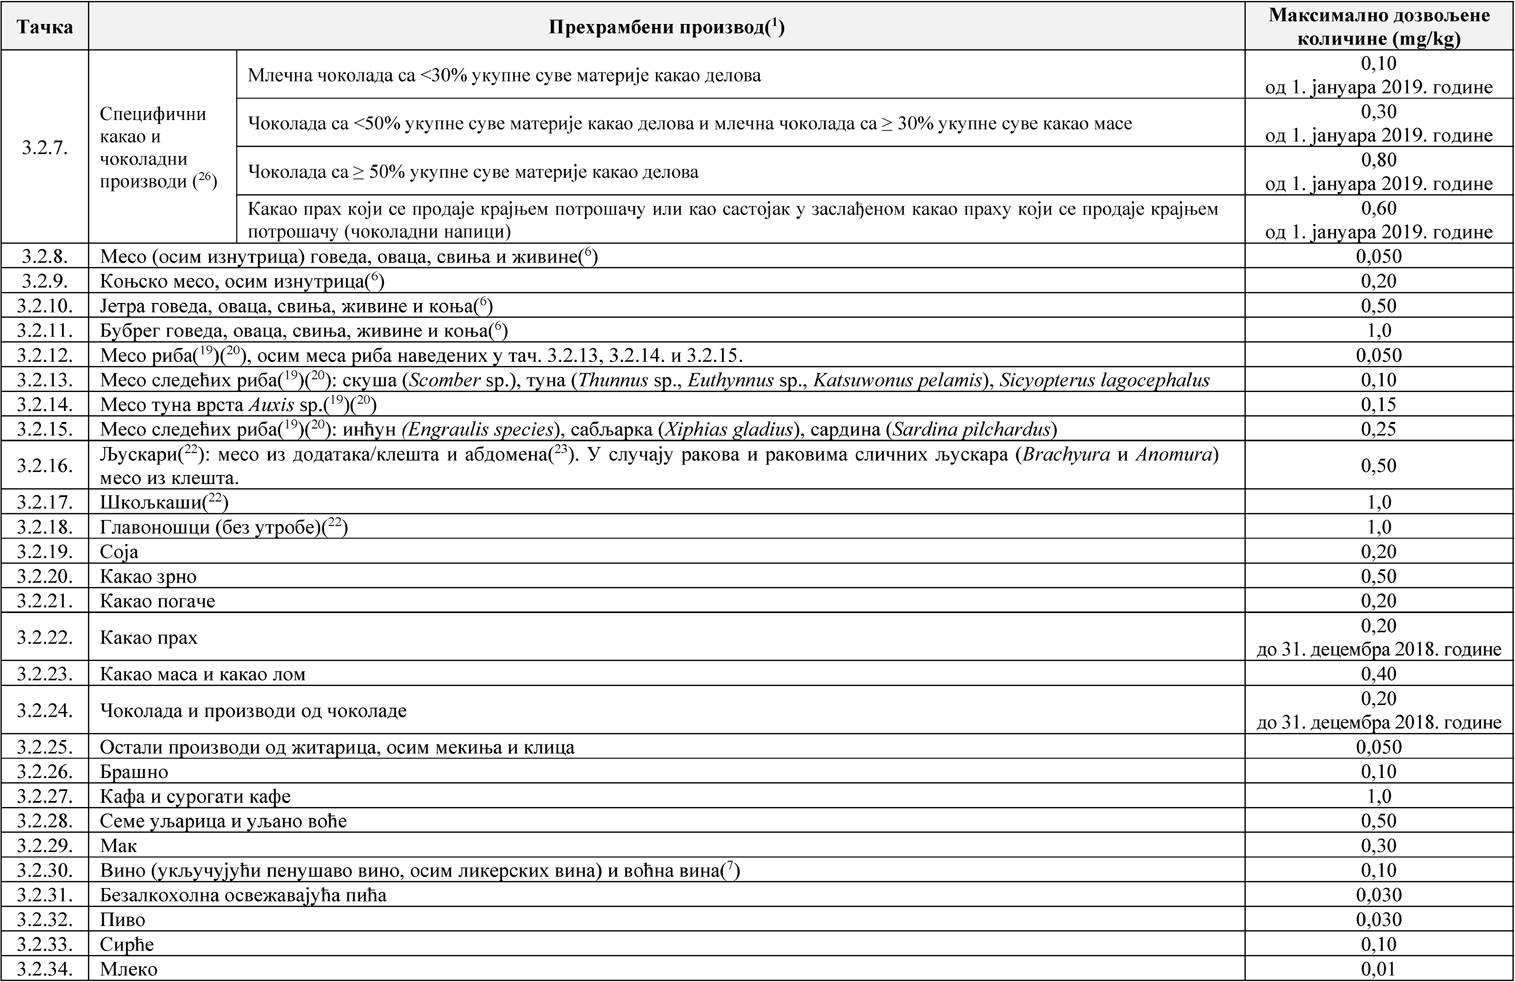 Тачка
Прехрамбени производ(¹)
Максимално дозвољене
количине (mg/kg)
3.2.7.
Специфични
какао и
чоколадни
производи (²⁶)
Млечна чоколада са <30% укупне суве материје какао делова
0,10
од 1. јануара 2019. године
Чоколада са <50% укупне суве материје какао делова и млечна чоколада са ≥ 30% укупне суве какао масе
0,30
од 1. јануара 2019. године
Чоколада са ≥ 50% укупне суве материје какао делова
0,80
од 1. јануара 2019. године
Какао прах који се продаје крајњем потрошачу или као састојак у заслађеном какао праху који се продаје крајњем
потрошачу (чоколадни напици)
0,60
од 1. јануара 2019. године
3.2.8. Месо (осим изнутрица) говеда, оваца, свиња и живине(⁶) 0,050
3.2.9. Коњско месо, осим изнутрица(⁶) 0,20
3.2.10. Јетра говеда, оваца, свиња, живине и коња(⁶) 0,50
3.2.11. Бубрег говеда, оваца, свиња, живине и коња(⁶) 1,0
3.2.12. Месо риба(¹⁹)(²⁰), осим меса риба наведених у тач. 3.2.13, 3.2.14. и 3.2.15. 0,050
3.2.13. Месо следећих риба(¹⁹)(²⁰): скуша (Scomber sp.), туна (Thunnus sp., Euthynnus sp., Katsuwonus pelamis), Sicyopterus lagocephalus 0,10
3.2.14. Месо туна врста Auxis sp.(¹⁹)(²⁰) 0,15
3.2.15. Месо следећих риба(¹⁹)(²⁰): инћун (Engraulis species), сабљарка (Xiphias gladius), сардина (Sardina pilchardus) 0,25
3.2.16.
Љускари(²²): месо из додатака/клешта и абдомена(²³). У случају ракова и раковима сличних љускара (Brachyura и Anomura)
месо из клешта.
0,50
3.2.17. Шкољкаши(²²) 1,0
3.2.18. Главоношци (без утробе)(²²) 1,0
3.2.19. Соја 0,20
3.2.20. Какао зрно 0,50
3.2.21. Какао погаче 0,20
3.2.22. Какао прах
0,20
до 31. децембра 2018. године
3.2.23. Какао маса и какао лом 0,40
3.2.24. Чоколада и производи од чоколаде
0,20
до 31. децембра 2018. године
3.2.25. Остали производи од житарица, осим мекиња и клица 0,050
3.2.26. Брашно 0,10
3.2.27. Кафа и сурогати кафе 1,0
3.2.28. Семе уљарица и уљано воће 0,50
3.2.29. Мак 0,30
3.2.30. Вино (укључујући пенушаво вино, осим ликерских вина) и воћна вина(⁷) 0,10
3.2.31. Безалкохолна освежавајућа пића 0,030
3.2.32. Пиво 0,030
3.2.33. Сирће 0,10
3.2.34. Млеко 0,01